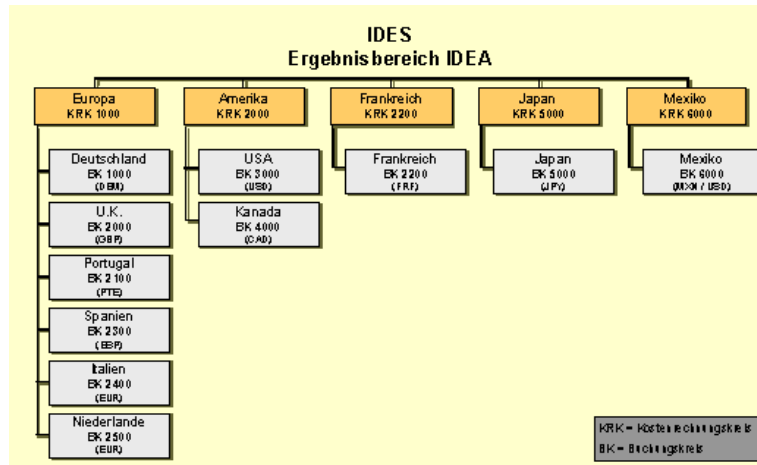 IDES
Ergebnisbereich IDEA
Europa
KRK 1000
Amerika
KRK 2000
Frankreich
KRK 2200
Japan
KRK 5000
Mexiko
KRK 6000
Deutschland
BK 1000
(DEM)
USA
BK 3000
(USD)
Frankreich
BK 2200
(FRF)
Japan
BK 5000
(JPY)
Mexiko
BK 6000
(MXN / USD)
U.K.
BK 2000
(GBP)
Kanada
BK 4000
(CAD)
Portugal
BK 2100
(PTE)
Spanien
BK 2300
(ESP)
Italien
BK 2400
(EUR)
Niederlande
BK 2500
(EUR)
KRK = Kostenrechnungskreis
BK = Buchungskreis